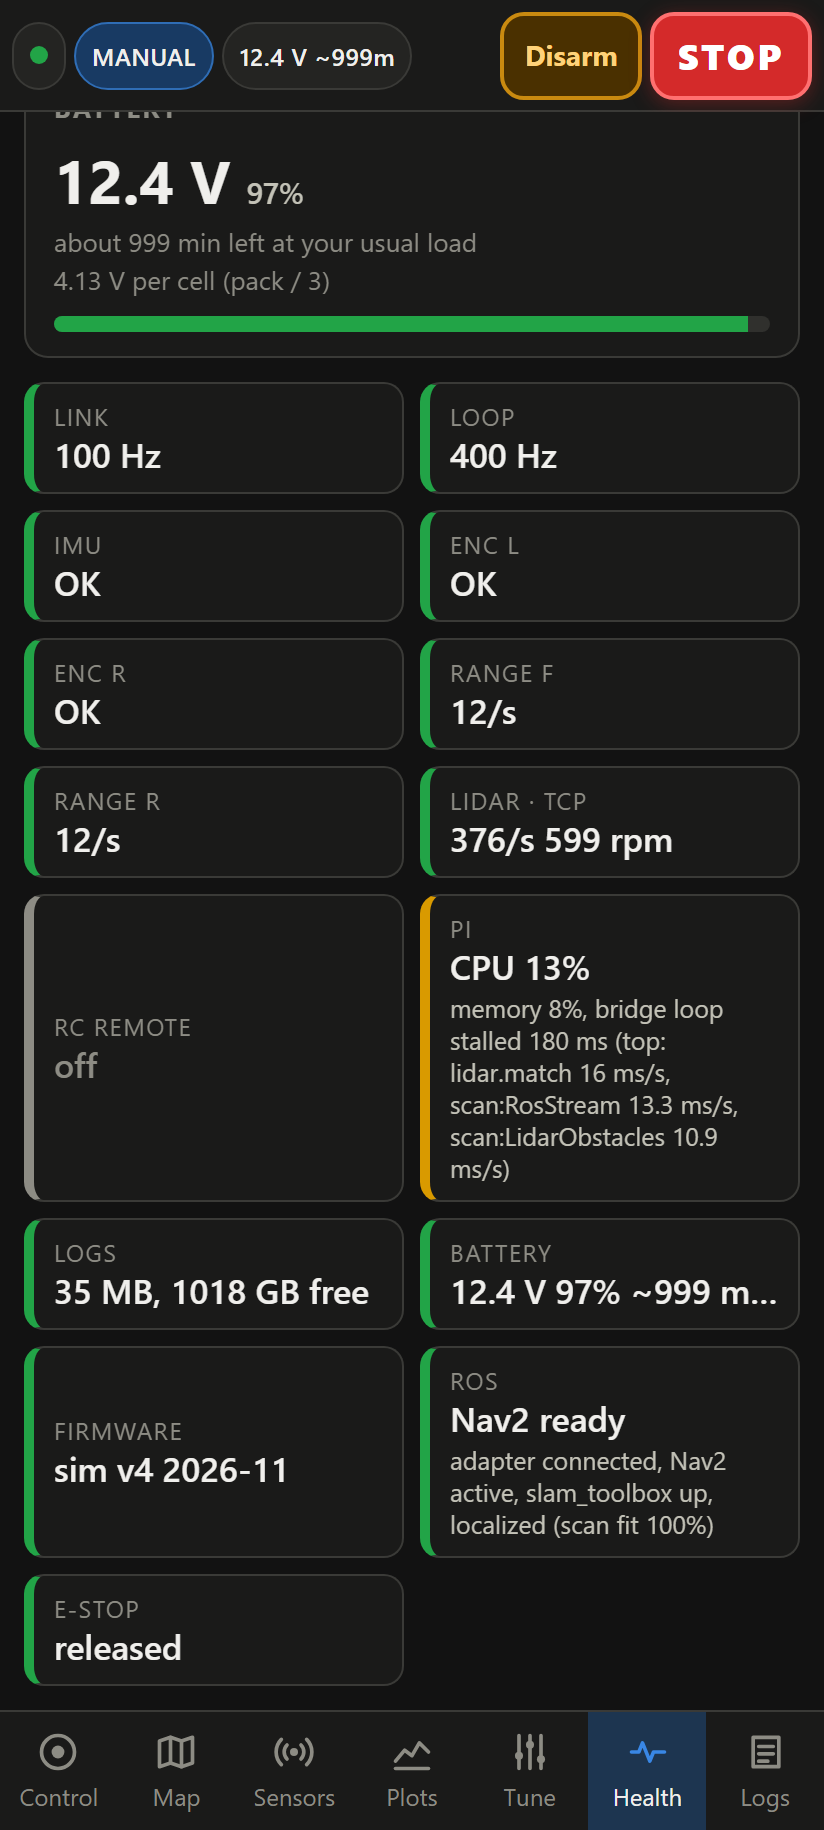 MANUAL
12.4 V ~999m
Disarm
STOP
BATTERY
12.4 V 97%
about 999 min left at your usual load
4.13 V per cell (pack / 3)
LINK
100 Hz
LOOP
400 Hz
IMU
OK
ENC L
OK
ENC R
OK
RANGE F
12/s
RANGE R
12/s
LIDAR · TCP
376/s 599 rpm
RC REMOTE
off
PI
CPU 13%
memory 8%, bridge loop
stalled 180 ms (top:
lidar.match 16 ms/s,
scan:RosStream 13.3 ms/s,
scan:LidarObstacles 10.9
ms/s)
LOGS
35 MB, 1018 GB free
BATTERY
12.4 V 97% ~999 m...
FIRMWARE
sim v4 2026-11
ROS
Nav2 ready
adapter connected, Nav2
active, slam_toolbox up,
localized (scan fit 100%)
E-STOP
released
Control
Map
Sensors
Plots
Tune
Health
Logs